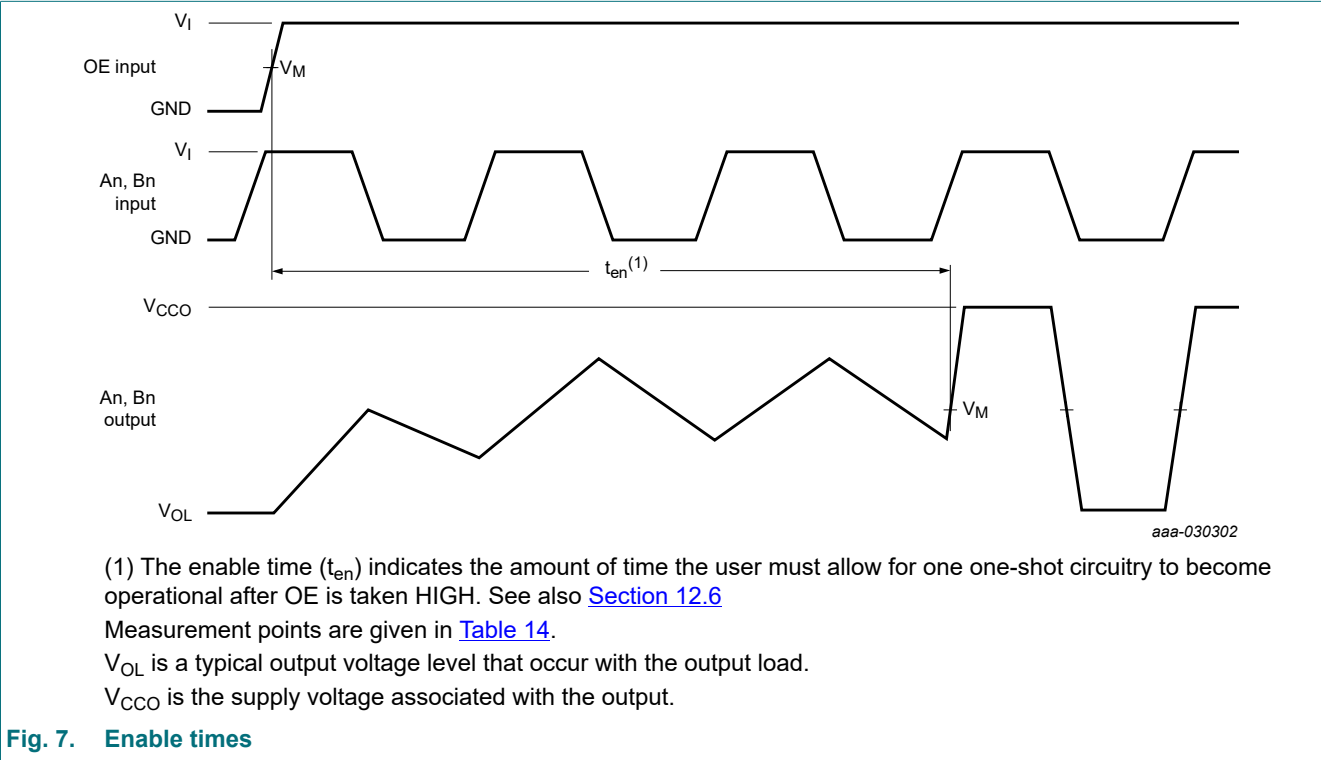 VI
OE input
VM
GND
VI
An, Bn
input
GND
ten(1)
VCCO
An, Bn
output
VM
VOL
aaa-030302
(1) The enable time (ten) indicates the amount of time the user must allow for one one-shot circuitry to become
operational after OE is taken HIGH. See also Section 12.6
Measurement points are given in Table 14.
VOL is a typical output voltage level that occur with the output load.
VCCO is the supply voltage associated with the output.
Fig. 7. Enable times